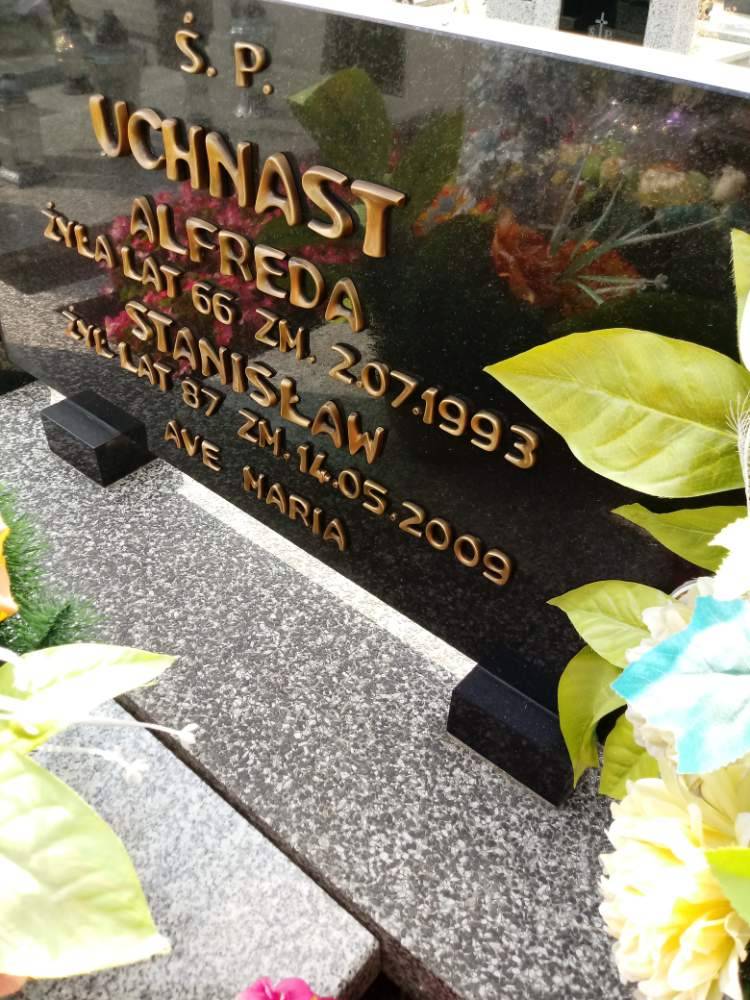 Ś. P.
UCHNAST
ALFREDA
ŻYŁA LAT 66 ZM. 2.07.1993
STANISŁAW
ŻYŁ LAT 87 ZM. 14.05.2009
AVE MARIA